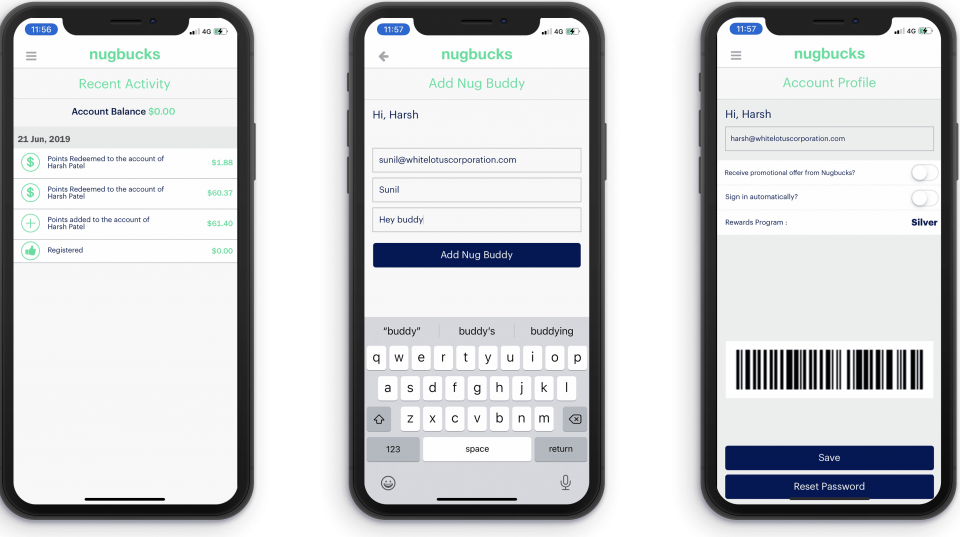 11:56
4G
nugbucks
Recent Activity
Account Balance $0.00
21 Jun, 2019
Points Redeemed to the account of
Harsh Patel
$1.88
Points Redeemed to the account of
Harsh Patel
$60.37
Points added to the account of
Harsh Patel
$61.40
Registered
$0.00
11:57
4G
nugbucks
Add Nug Buddy
Hi, Harsh
sunil@whitelotuscorporation.com
Sunil
Hey buddy
Add Nug Buddy
“buddy” buddy's buddying
q w e r t y u i o p
a s d f g h j k l
z x c v b n m
123 space return
11:57
4G
nugbucks
Account Profile
Hi, Harsh
harsh@whitelotuscorporation.com
Receive promotional offer from Nugbucks?
Sign in automatically?
Rewards Program : Silver
Save
Reset Password